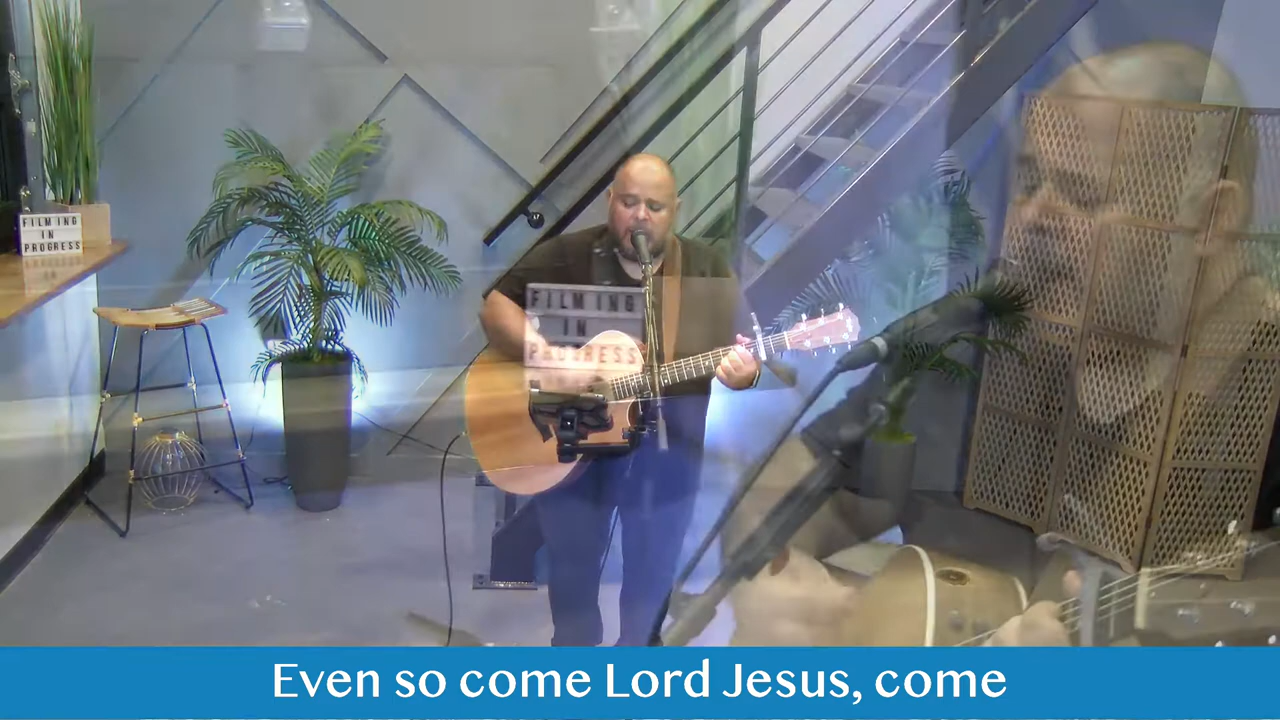 FILMING
IN
PROGRESS
FILMING
IN
PROGRESS
Even so come Lord Jesus, come